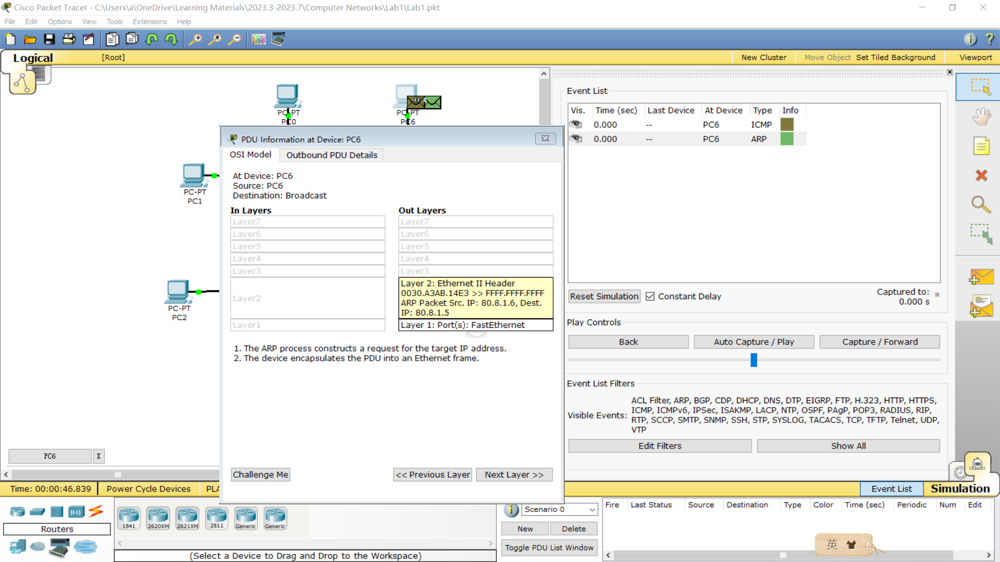 Cisco Packet Tracer - C:\Users\a\OneDrive\Learning Materials\2023.3-2023.7\Computer Networks\Lab1\Lab1.pkt
File Edit Options View Tools Extensions Help
Logical [Root] New Cluster Move Object Set Tiled Background Viewport
PC-PT
PC0
PC-PT
PC6
PC-PT
PC1
PC-PT
PC2
PC6 X
PDU Information at Device: PC6
OSI Model Outbound PDU Details
At Device: PC6
Source: PC6
Destination: Broadcast
In Layers Out Layers
Layer7 Layer7
Layer6 Layer6
Layer5 Layer5
Layer4 Layer4
Layer3 Layer3
Layer2
Layer 2: Ethernet II Header
0030.A3AB.14E3 >> FFFF.FFFF.FFFF
ARP Packet Src. IP: 80.8.1.6, Dest.
IP: 80.8.1.5
Layer1 Layer 1: Port(s): FastEthernet
1. The ARP process constructs a request for the target IP address.
2. The device encapsulates the PDU into an Ethernet frame.
Challenge Me << Previous Layer Next Layer >>
Event List
Vis. Time (sec) Last Device At Device Type Info
0.000 -- PC6 ICMP
0.000 -- PC6 ARP
Reset Simulation Constant Delay Captured to: *
0.000 s
Play Controls
Back Auto Capture / Play Capture / Forward
Event List Filters
Visible Events:
ACL Filter, ARP, BGP, CDP, DHCP, DNS, DTP, EIGRP, FTP, H.323, HTTP, HTTPS,
ICMP, ICMPv6, IPSec, ISAKMP, LACP, NTP, OSPF, PAgP, POP3, RADIUS, RIP,
RTP, SCCP, SMTP, SNMP, SSH, STP, SYSLOG, TACACS, TCP, TFTP, Telnet, UDP,
VTP
Edit Filters Show All
Time: 00:00:46.839 Power Cycle Devices PLA Event List Simulation
Routers
1841 2620XM 2621XM 2811 Generic Generic
(Select a Device to Drag and Drop to the Workspace)
Scenario 0
New Delete
Toggle PDU List Window
Fire Last Status Source Destination Type Color Time (sec) Periodic Num Edit
英